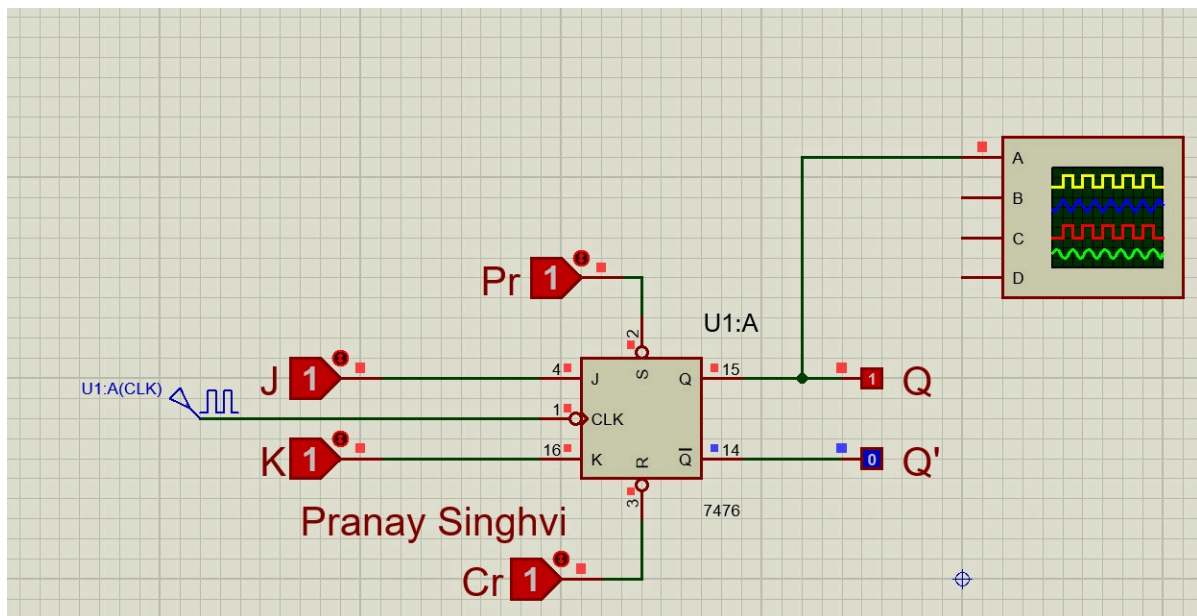 A
B
C
D
Pr 1
2
U1:A
J 1
4 J S Q 15 1 Q
U1:A(CLK)
1 CLK
K 1
16 K R Q 14 0 Q'
3
7476
Pranay Singhvi
Cr 1